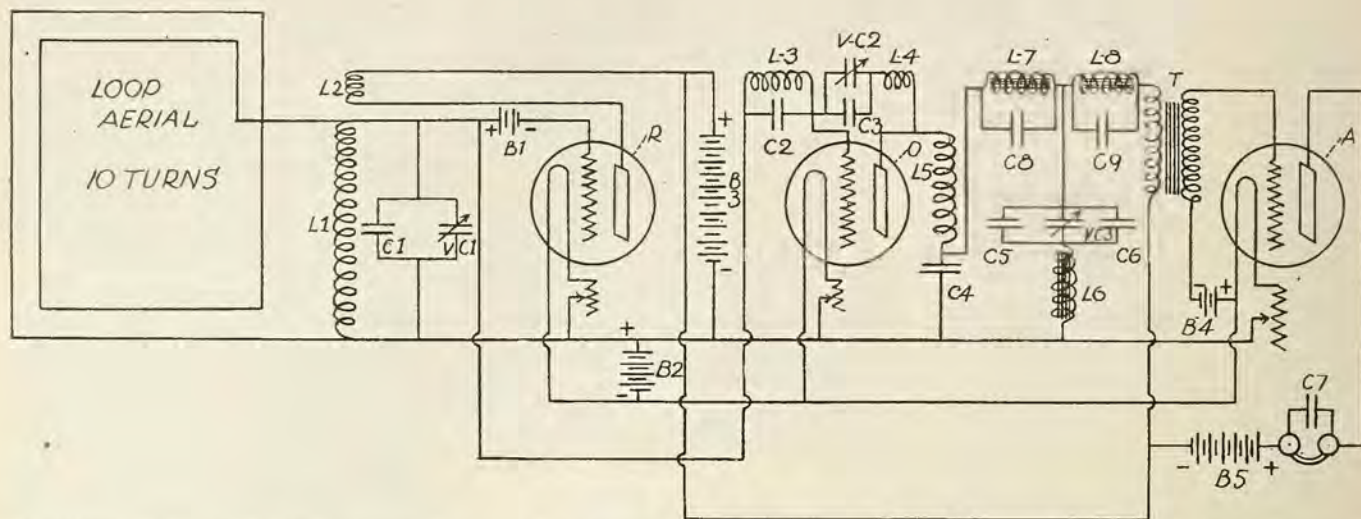 LOOP
AERIAL
10 TURNS
L2
L1
C1
V C1
+ B1 -
R
+
B2
-
+
B
3
-
L-3
C2
V-C2
C3
L-4
O
L5
C4
L-7
C8
L-8
C9
C5
VC3
C6
L6
T
A
B4
+
C7
- B5 +